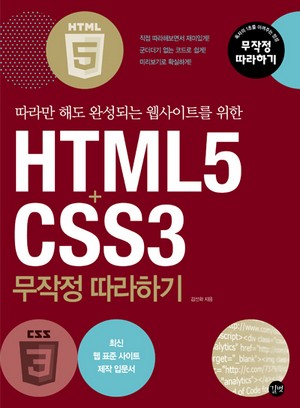 HTML
5
직접 따라해보면서 재미있게!
군더더기 없는 코드로 쉽게!
미리보기로 확실하게!
무작정
따라하기
따라만 해도 완성되는 웹사이트를 위한
HTML5
+
CSS3
무작정 따라하기
김선화 지음
CSS
3
최신
웹 표준 사이트
제작 입문서
길벗